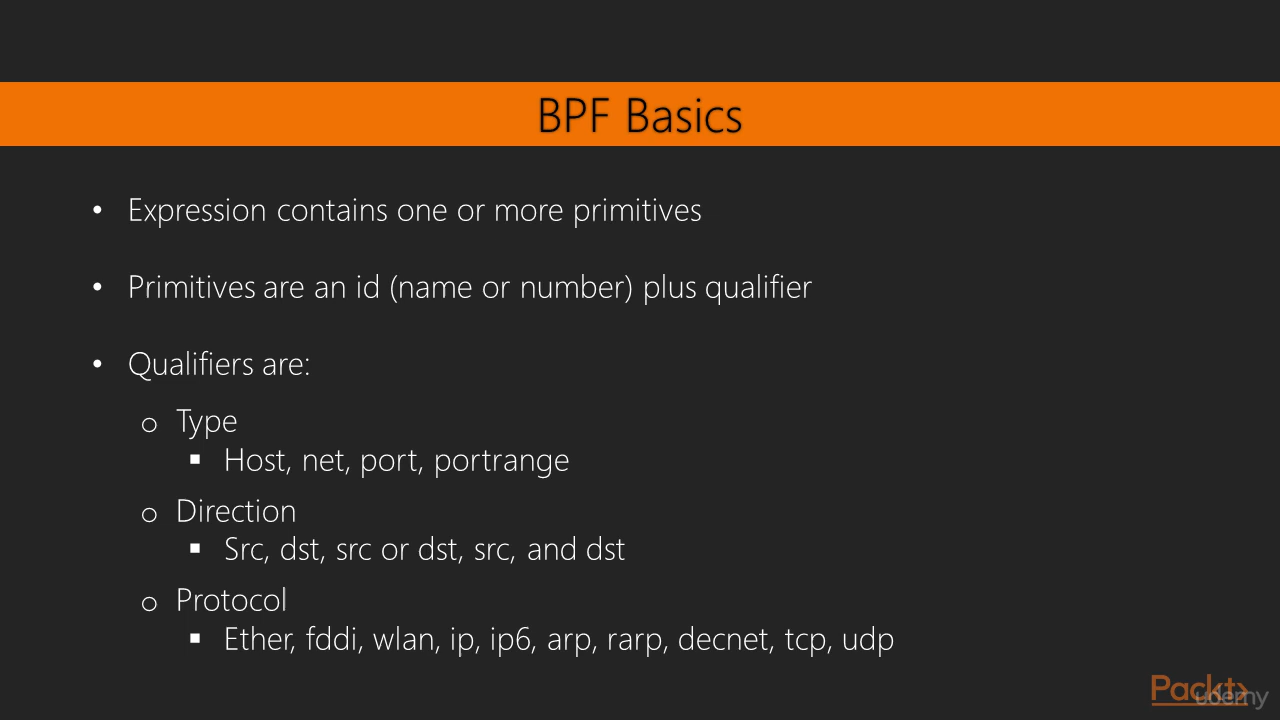 BPF Basics
• Expression contains one or more primitives
• Primitives are an id (name or number) plus qualifier
• Qualifiers are:
o Type
▪ Host, net, port, portrange
o Direction
▪ Src, dst, src or dst, src, and dst
o Protocol
▪ Ether, fddi, wlan, ip, ip6, arp, rarp, decnet, tcp, udp
Packt
udemy